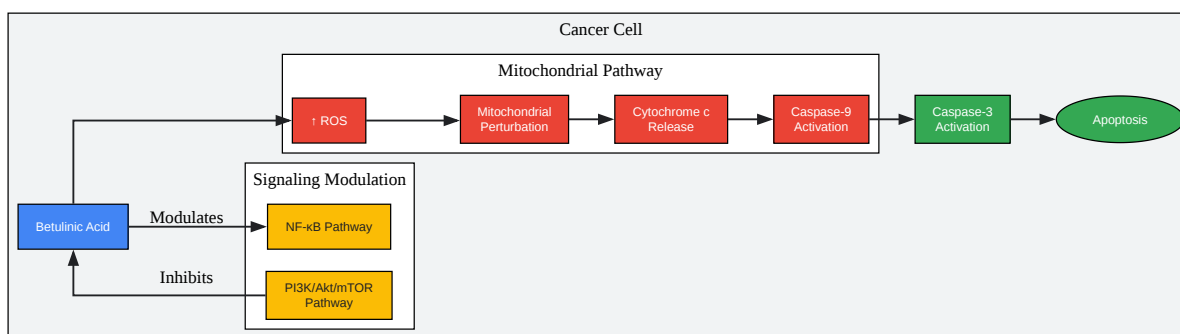 Cancer Cell
Mitochondrial Pathway
↑ ROS
Mitochondrial
Perturbation
Cytochrome c
Release
Caspase-9
Activation
Caspase-3
Activation
Apoptosis
Signaling Modulation
Betulinic Acid
Modulates
NF-κB Pathway
Inhibits
PI3K/Akt/mTOR
Pathway